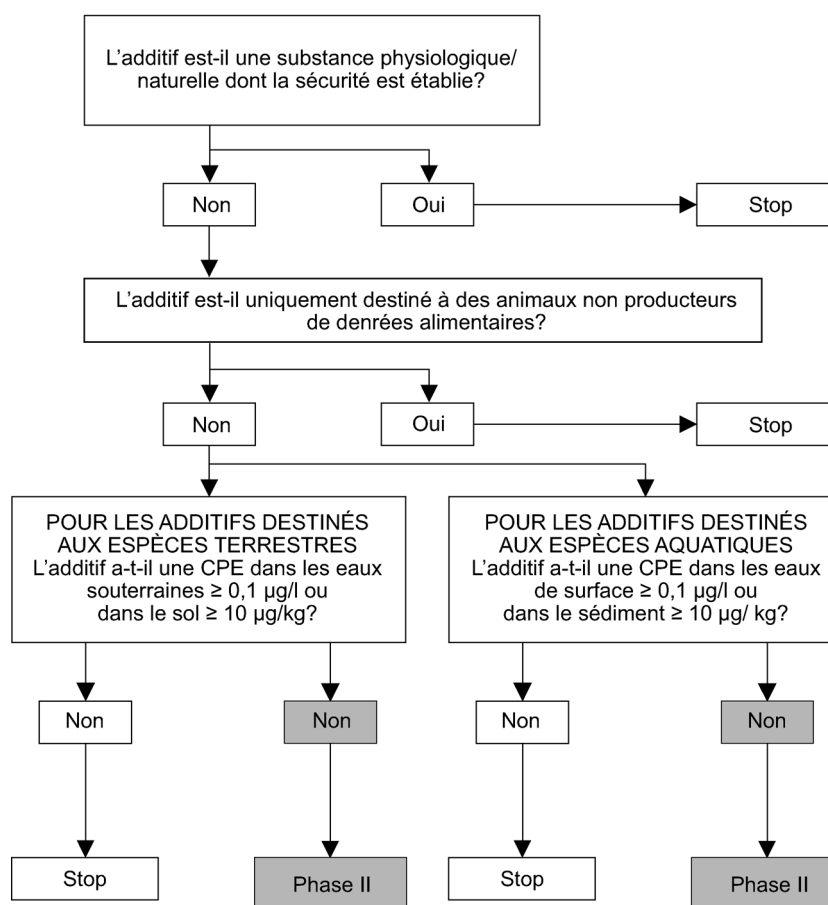 L’additif est-il une substance physiologique/
naturelle dont la sécurité est établie?
Non
Oui
Stop
L’additif est-il uniquement destiné à des animaux non producteurs
de denrées alimentaires?
Non
Oui
Stop
POUR LES ADDITIFS DESTINÉS
AUX ESPÈCES TERRESTRES
L’additif a-t-il une CPE dans les eaux
souterraines ≥ 0,1 µg/l ou
dans le sol ≥ 10 µg/kg?
POUR LES ADDITIFS DESTINÉS
AUX ESPÈCES AQUATIQUES
L’additif a-t-il une CPE dans les eaux
de surface ≥ 0,1 µg/l ou
dans le sédiment ≥ 10 µg/ kg?
Non
Non
Non
Non
Stop
Phase II
Stop
Phase II